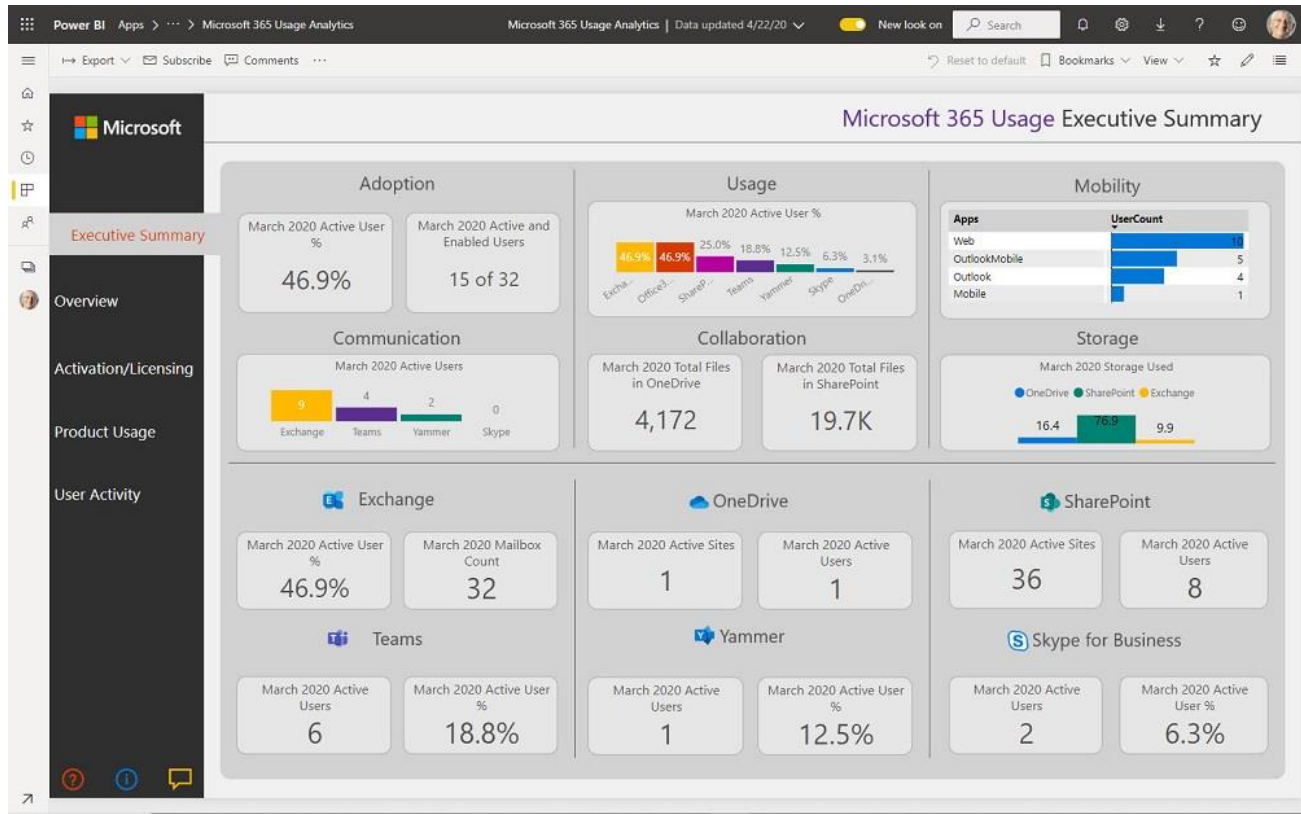 Power BI Apps > ··· > Microsoft 365 Usage Analytics
Microsoft 365 Usage Analytics | Data updated 4/22/20
New look on
Search
?
Export
Subscribe
Comments
···
Reset to default
Bookmarks
View
Microsoft
Executive Summary
Overview
Activation/Licensing
Product Usage
User Activity
Microsoft 365 Usage Executive Summary
Adoption
March 2020 Active User
%
46.9%
March 2020 Active and
Enabled Users
15 of 32
Usage
March 2020 Active User %
46.9% 46.9% 25.0% 18.8% 12.5% 6.3% 3.1%
Excha... Office3... ShareP... Teams Yammer Skype OneDri...
Mobility
Apps UserCount
Web 10
OutlookMobile 5
Outlook 4
Mobile 1
Communication
March 2020 Active Users
9 4 2 0
Exchange Teams Yammer Skype
Collaboration
March 2020 Total Files
in OneDrive
4,172
March 2020 Total Files
in SharePoint
19.7K
Storage
March 2020 Storage Used
OneDrive SharePoint Exchange
16.4 76.9 9.9
Exchange
March 2020 Active User
%
46.9%
March 2020 Mailbox
Count
32
OneDrive
March 2020 Active Sites
1
March 2020 Active
Users
1
SharePoint
March 2020 Active Sites
36
March 2020 Active
Users
8
Teams
March 2020 Active
Users
6
March 2020 Active User
%
18.8%
Yammer
March 2020 Active
Users
1
March 2020 Active User
%
12.5%
Skype for Business
March 2020 Active
Users
2
March 2020 Active
User %
6.3%